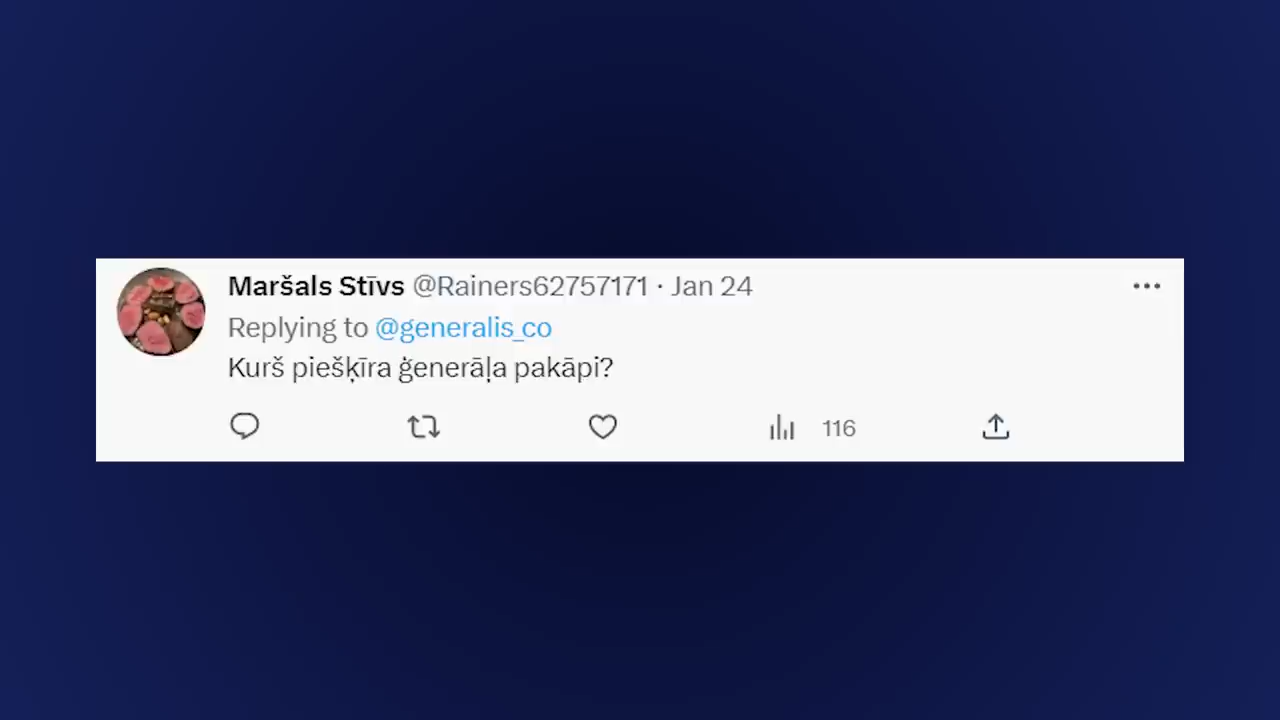 Maršals Stīvs @Rainers62757171 · Jan 24
Replying to @generalis_co
Kurš piešķīra ģenerāļa pakāpi?
116